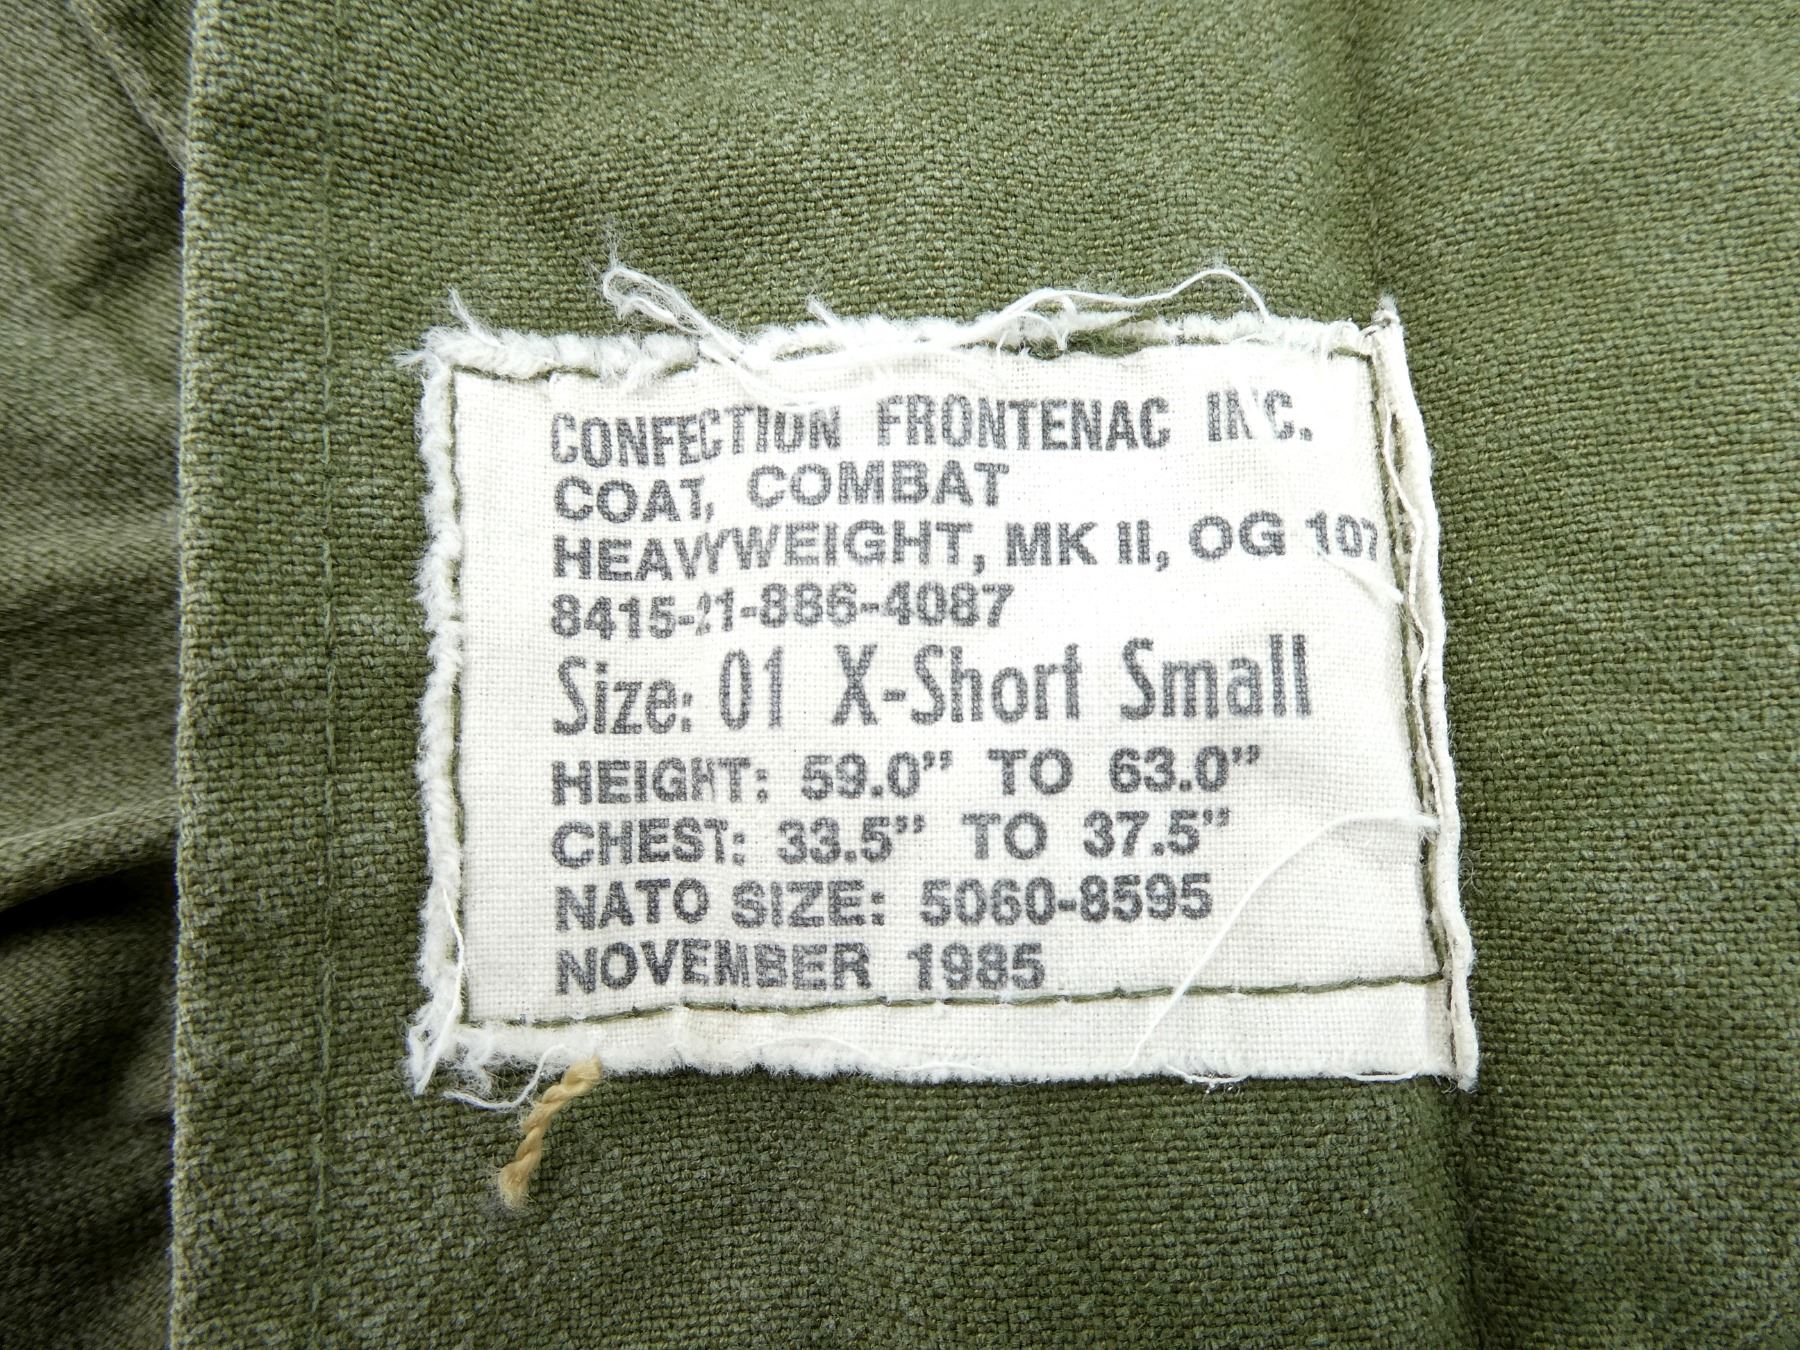 CONFECTION FRONTENAC INC.
COAT, COMBAT
HEAVYWEIGHT, MK II, OG 107
8415-21-886-4087
Size: 01 X-Short Small
HEIGHT: 59.0” TO 63.0”
CHEST: 33.5” TO 37.5”
NATO SIZE: 5060-8595
NOVEMBER 1985